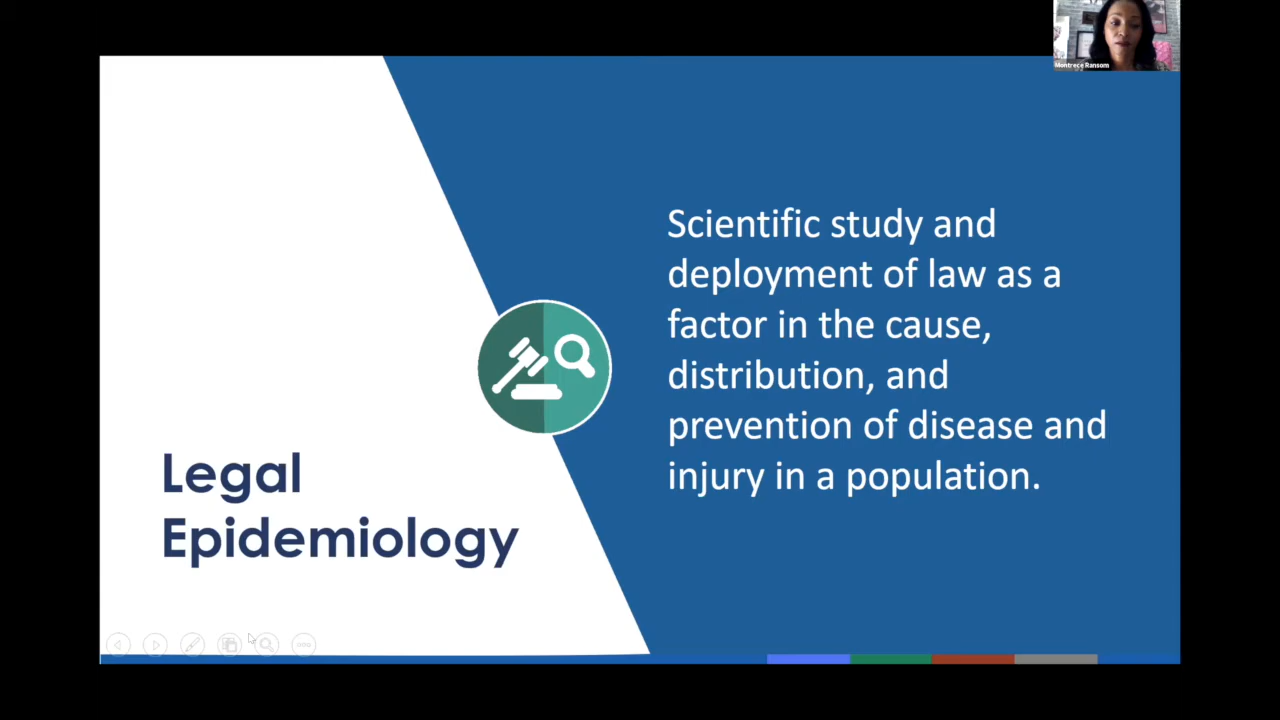 Montrece Ransom
Scientific study and
deployment of law as a
factor in the cause,
distribution, and
prevention of disease and
injury in a population.
Legal
Epidemiology